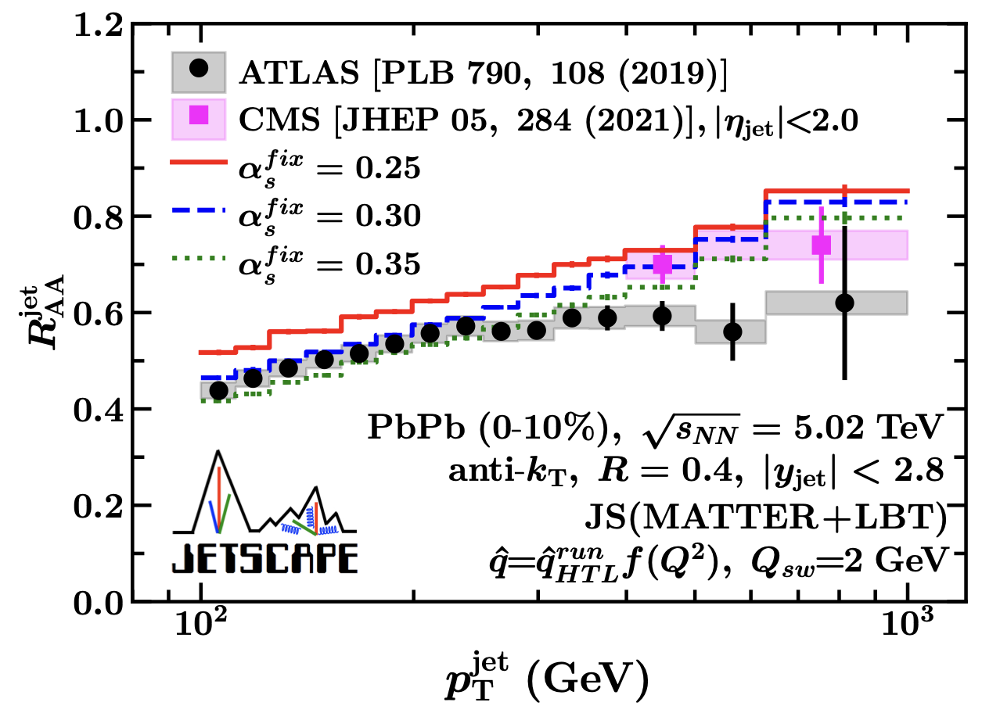 1.2
1.0
0.8
0.6
0.4
0.2
0.0
R_AA^jet
ATLAS [PLB 790, 108 (2019)]
CMS [JHEP 05, 284 (2021)], |η_jet|<2.0
α_s^fix = 0.25
α_s^fix = 0.30
α_s^fix = 0.35
PbPb (0-10%), √s_NN = 5.02 TeV
anti-k_T, R = 0.4, |y_jet| < 2.8
JS(MATTER+LBT)
q̂=q̂_HTL^run f(Q²), Q_sw=2 GeV
JETSCAPE
10² 10³
p_T^jet (GeV)